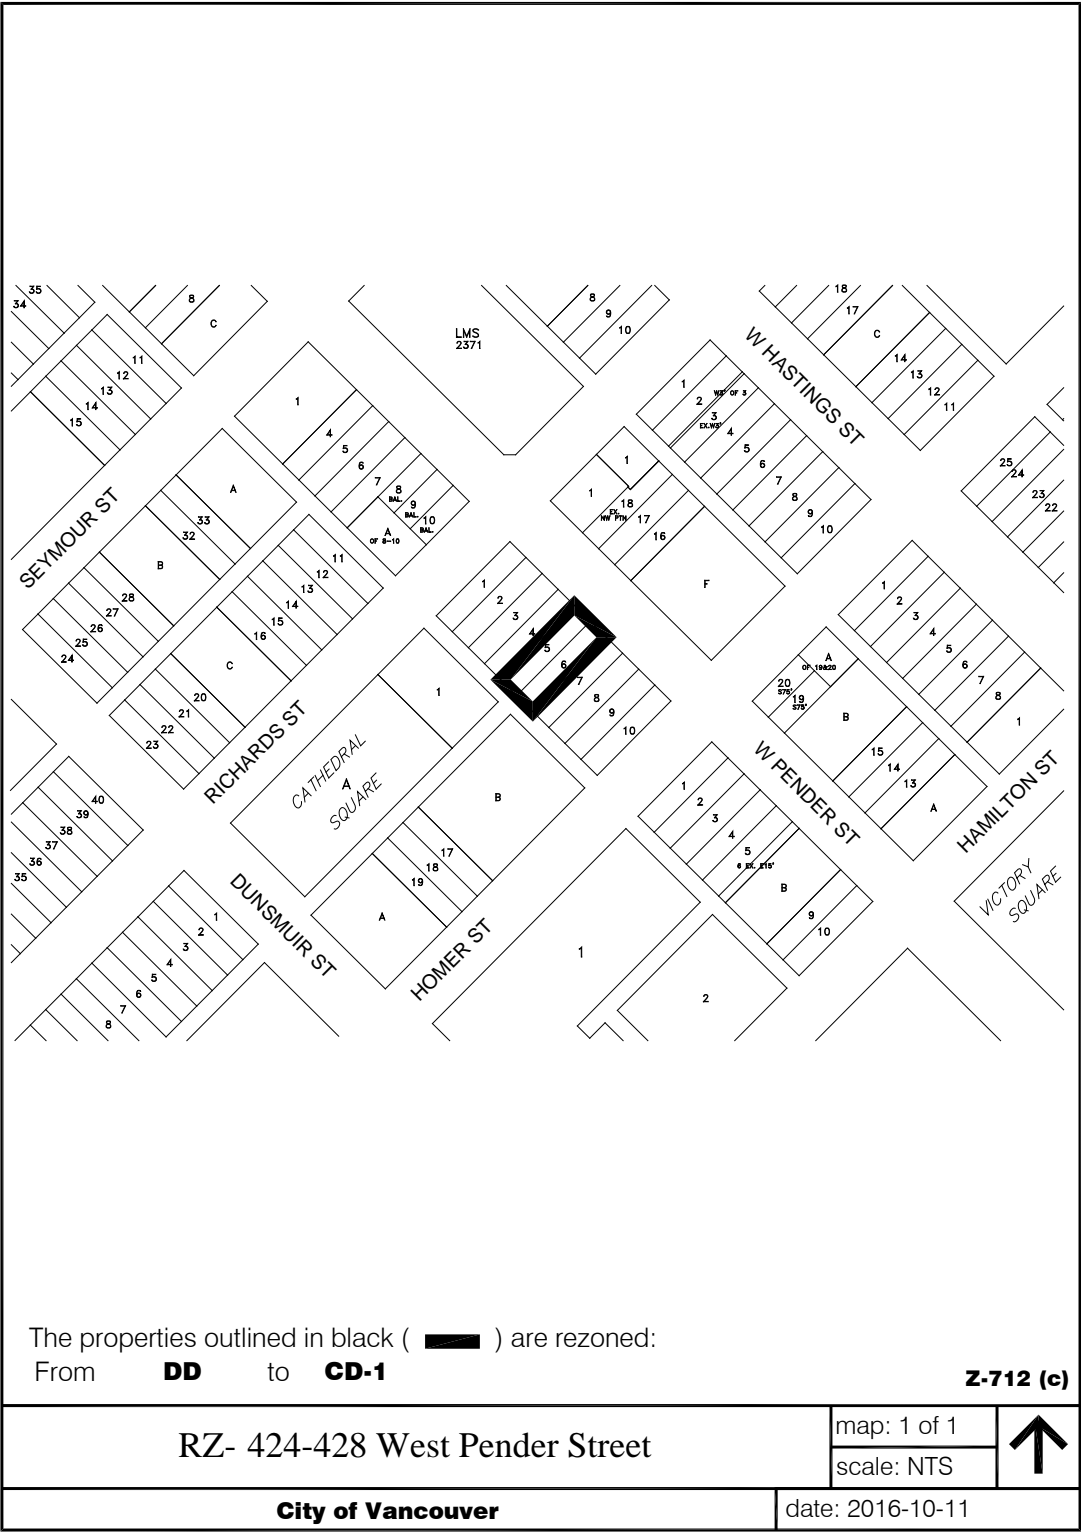 35
34
8
C
11
12
13
14
15
LMS
2371
8
9
10
18
17
C
14
13
12
11
W HASTINGS ST
25
24
23
22
1
4
5
6
7
8
BAL.
9
BAL.
10
BAL.
A
OF 8-10
1
2
W3' OF 3
3
EX.W3'
4
5
6
7
8
9
10
1
1
18
EX.
NW PTN
17
16
F
SEYMOUR ST
A
33
32
B
28
27
26
25
24
11
12
13
14
15
16
C
20
21
22
23
RICHARDS ST
1
2
3
4
5
6
7
8
9
10
1
CATHEDRAL
A
SQUARE
B
17
18
19
A
DUNSMUIR ST
HOMER ST
1
2
3
4
5
6
7
8
1
A
OF 19&20
20
S75'
19
S75'
B
15
14
13
A
W PENDER ST
HAMILTON ST
VICTORY
SQUARE
1
2
3
4
5
6 EX. E15'
B
9
10
40
39
38
37
36
35
1
2
3
4
5
6
7
8
1
2
The properties outlined in black ( ) are rezoned:
From DD to CD-1
Z-712 (c)
RZ- 424-428 West Pender Street
map: 1 of 1
scale: NTS
City of Vancouver
date: 2016-10-11